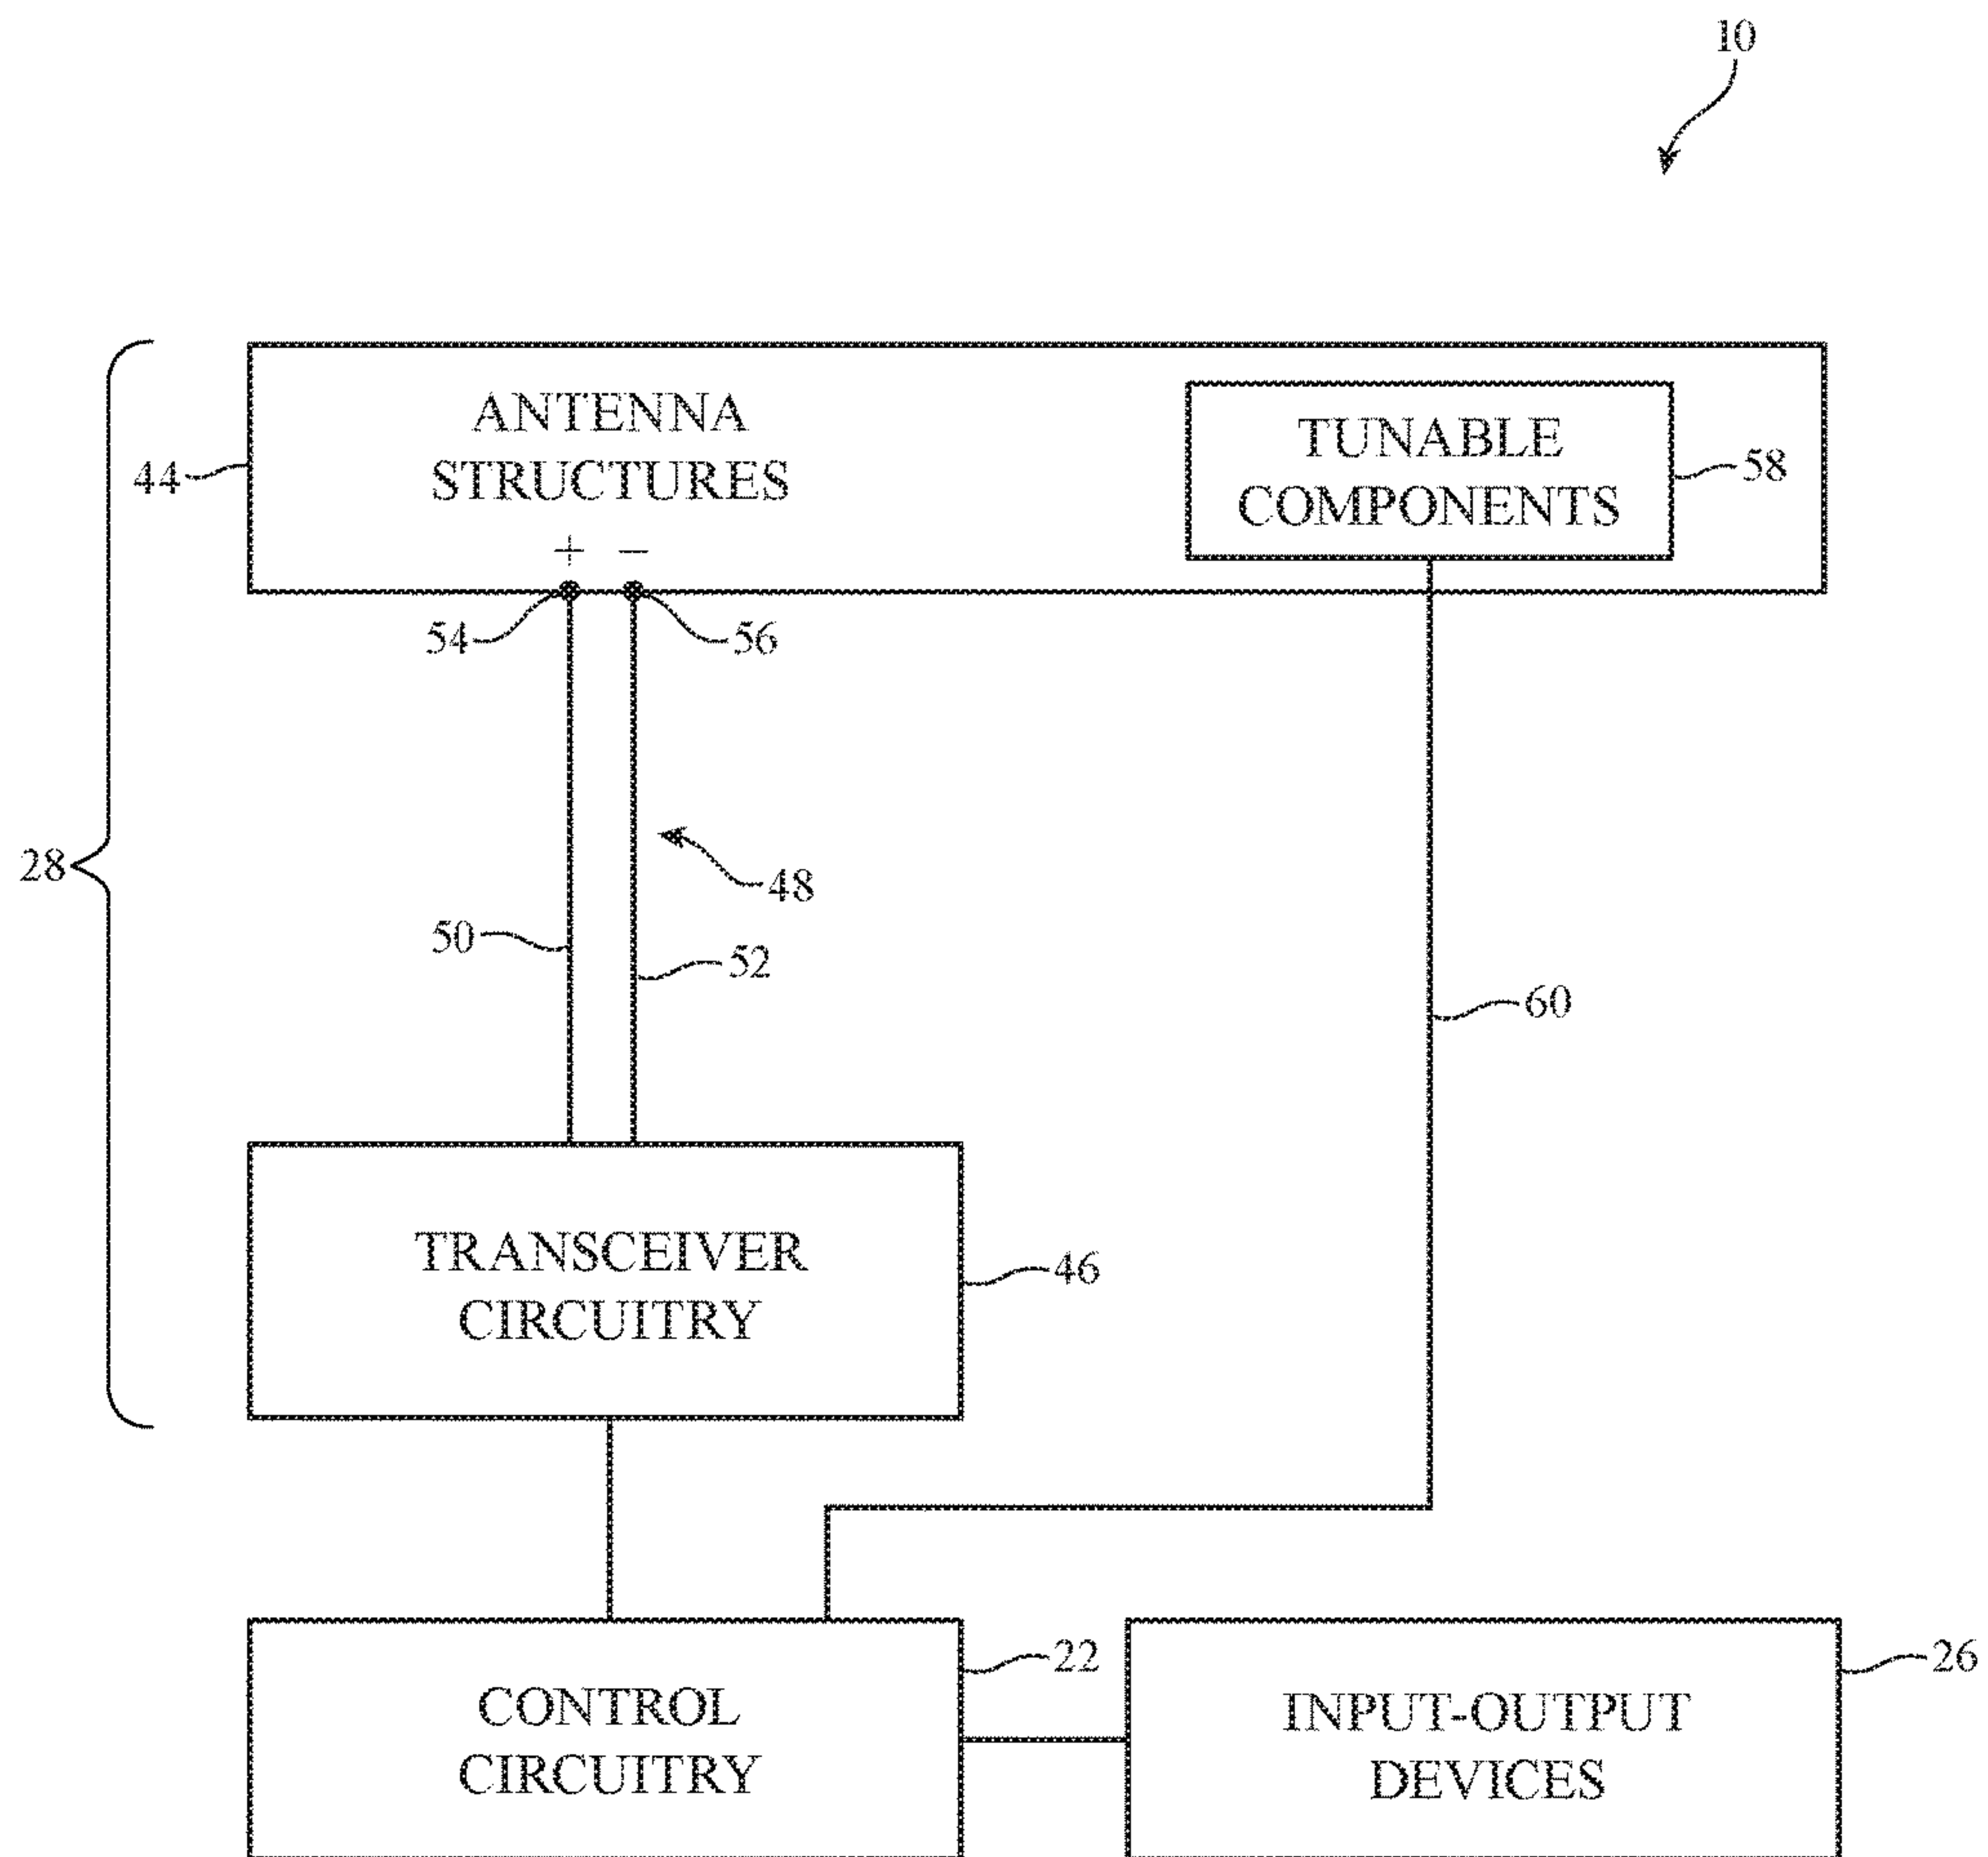 10
ANTENNA
STRUCTURES
+ −
TUNABLE
COMPONENTS
44
58
54
56
28
48
50
52
60
TRANSCEIVER
CIRCUITRY
46
CONTROL
CIRCUITRY
22
INPUT-OUTPUT
DEVICES
26